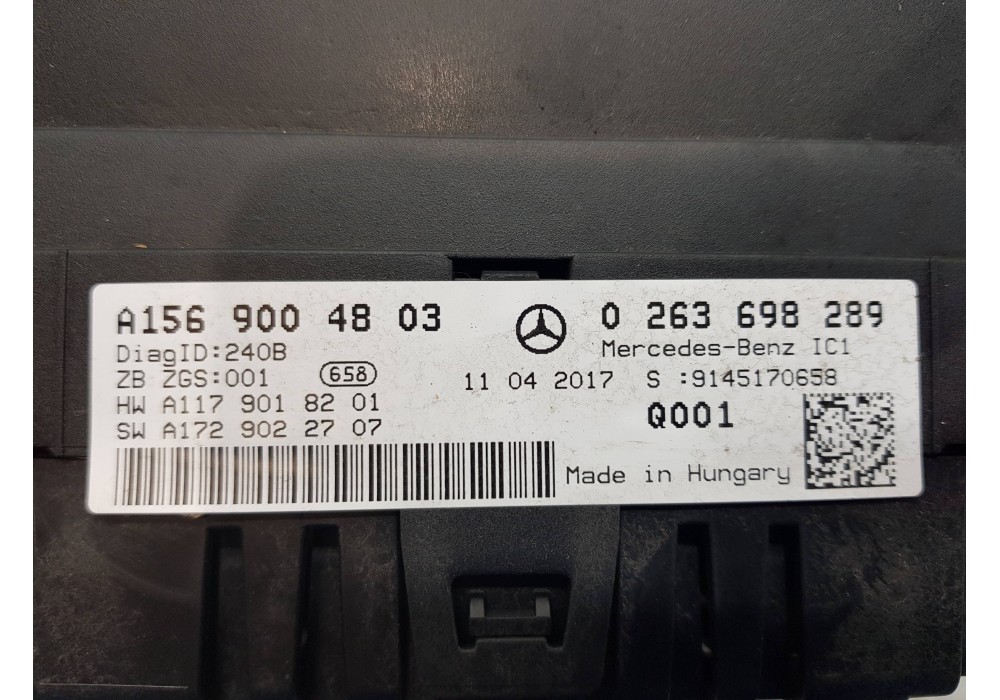 A156 900 48 03
0 263 698 289
DiagID:240B
Mercedes-Benz IC1
ZB ZGS:001 658
11 04 2017 S :9145170658
HW A117 901 82 01
SW A172 902 27 07
Q001
Made in Hungary